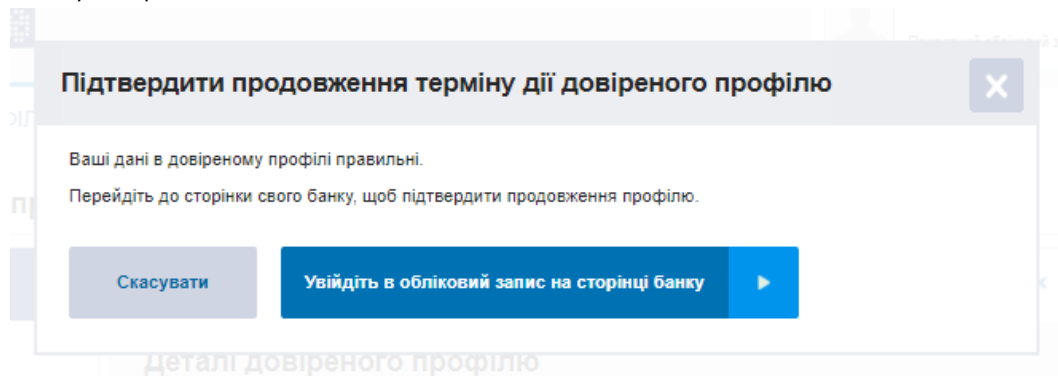 Підтвердити продовження терміну дії довіреного профілю
Ваші дані в довіреному профілі правильні.
Перейдіть до сторінки свого банку, щоб підтвердити продовження профілю.
Скасувати
Увійдіть в обліковий запис на сторінці банку
Деталі довіреного профілю